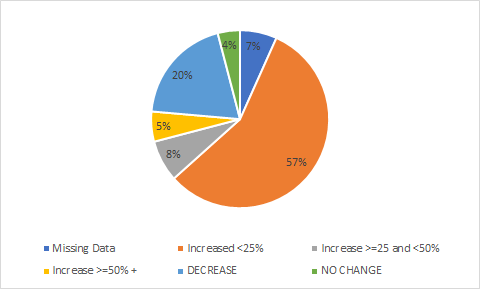 4% 7%
20%
5%
8%
57%
Missing Data Increased <25% Increase >=25 and <50%
Increase >=50% + DECREASE NO CHANGE